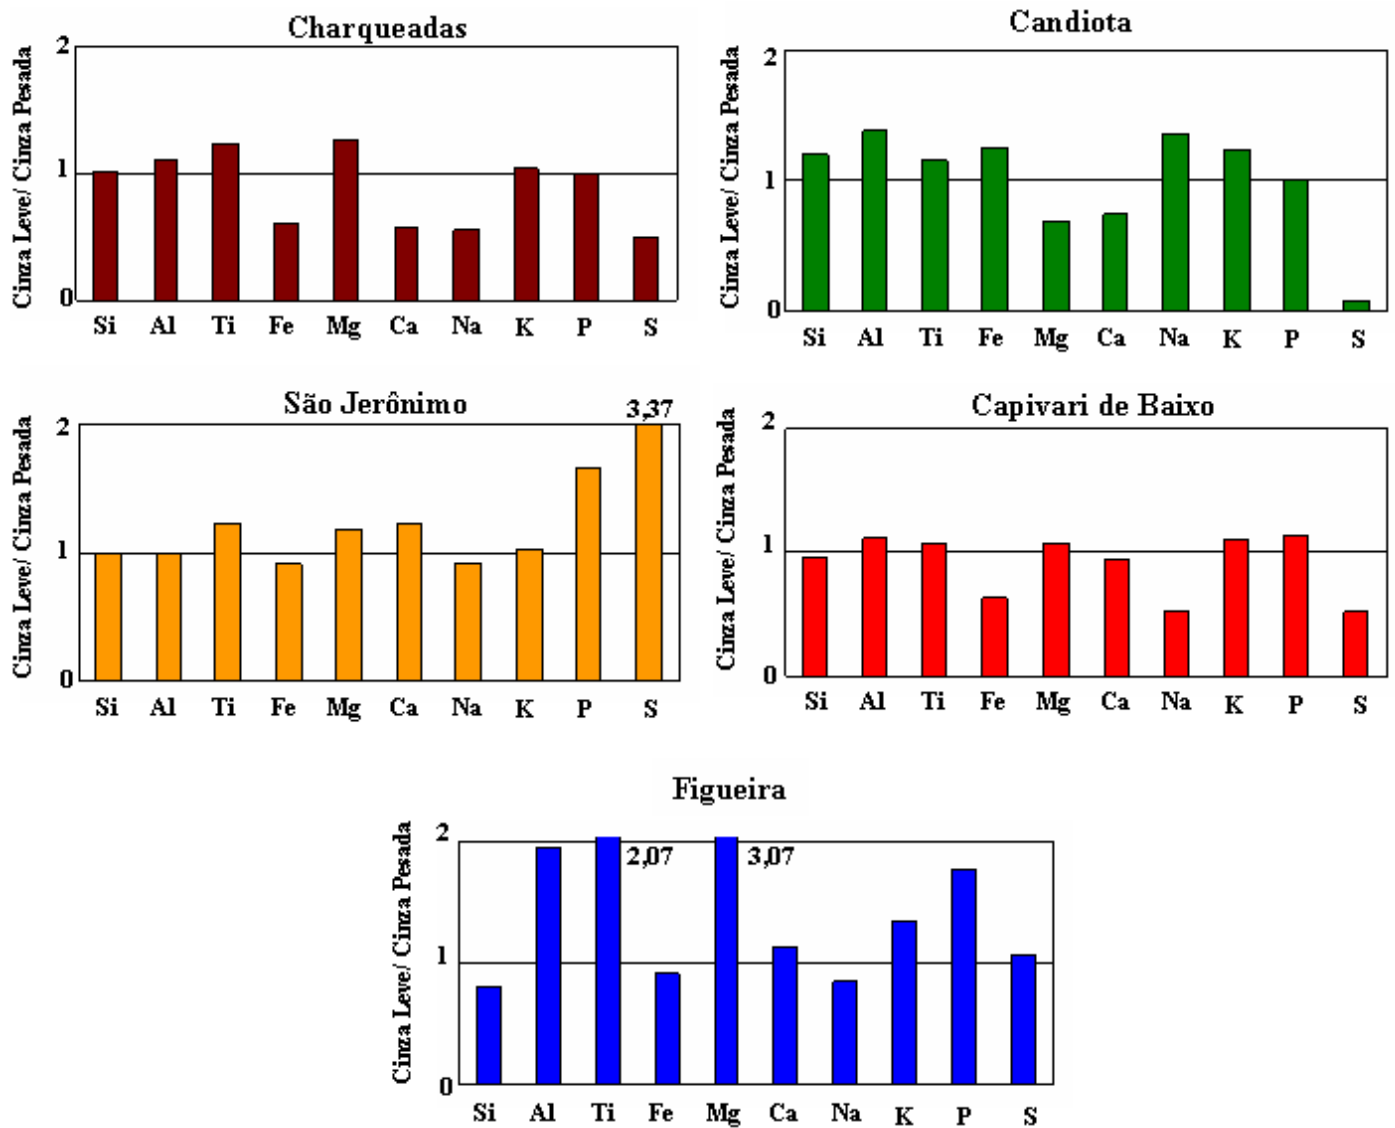 Charqueadas
Cinza Leve/ Cinza Pesada
2
1
0
Si Al Ti Fe Mg Ca Na K P S
Candiota
Cinza Leve/ Cinza Pesada
2
1
0
Si Al Ti Fe Mg Ca Na K P S
São Jerônimo
3,37
Cinza Leve/ Cinza Pesada
2
1
0
Si Al Ti Fe Mg Ca Na K P S
Capivari de Baixo
Cinza Leve/ Cinza Pesada
2
1
0
Si Al Ti Fe Mg Ca Na K P S
Figueira
Cinza Leve/ Cinza Pesada
2
2,07 3,07
1
0
Si Al Ti Fe Mg Ca Na K P S